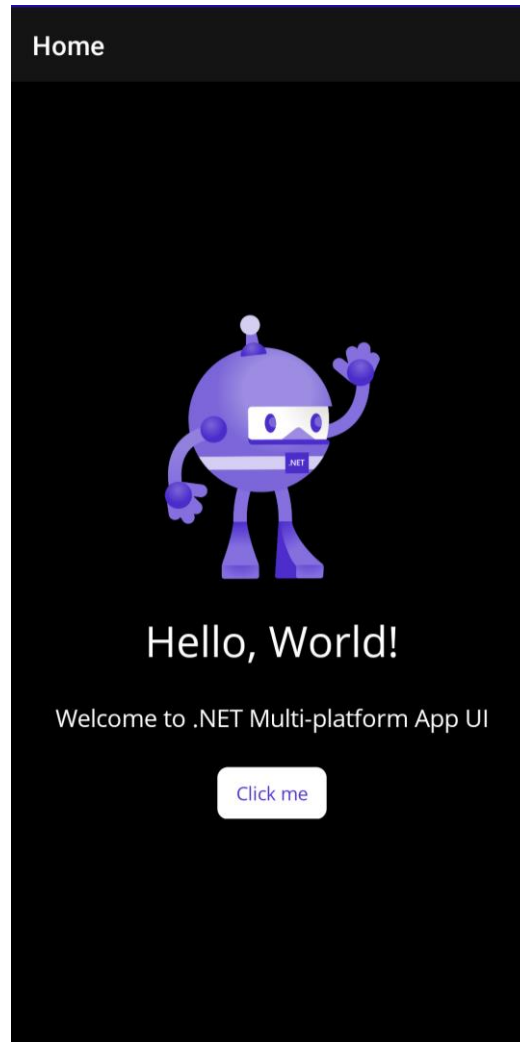 Home
.NET
Hello, World!
Welcome to .NET Multi-platform App UI
Click me